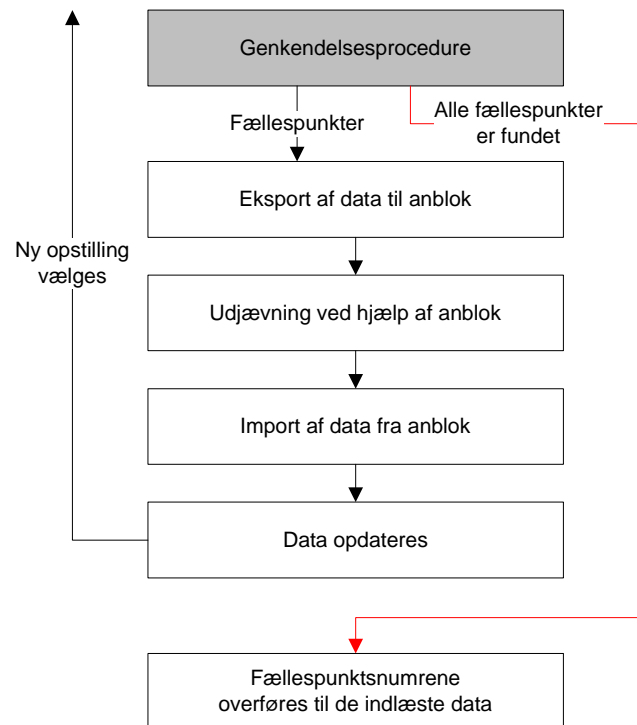 Genkendelsesprocedure
Fællespunkter
Alle fællespunkter
er fundet
Eksport af data til anblok
Ny opstilling
vælges
Udjævning ved hjælp af anblok
Import af data fra anblok
Data opdateres
Fællespunktsnumrene
overføres til de indlæste data